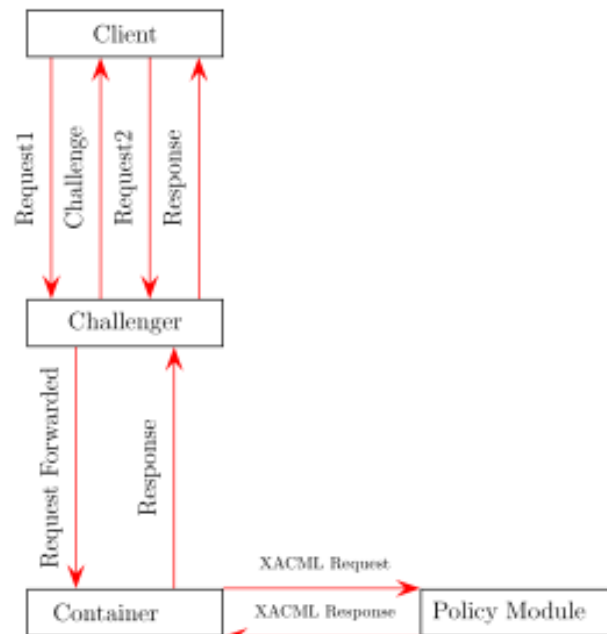 Client
Request1
Challenge
Request2
Response
Challenger
Request Forwarded
Response
XACML Request
Container
XACML Response
Policy Module